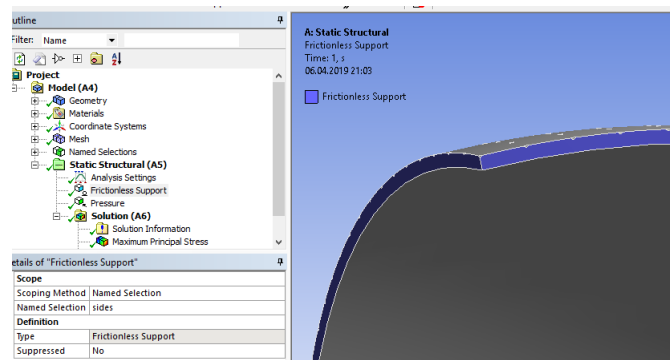 utline
Filter: Name
Project
Model (A4)
Geometry
Materials
Coordinate Systems
Mesh
Named Selections
Static Structural (A5)
Analysis Settings
Frictionless Support
Pressure
Solution (A6)
Solution Information
Maximum Principal Stress
etails of "Frictionless Support"
Scope
Scoping Method Named Selection
Named Selection sides
Definition
Type Frictionless Support
Suppressed No
A: Static Structural
Frictionless Support
Time: 1, s
06.04.2019 21:03
Frictionless Support